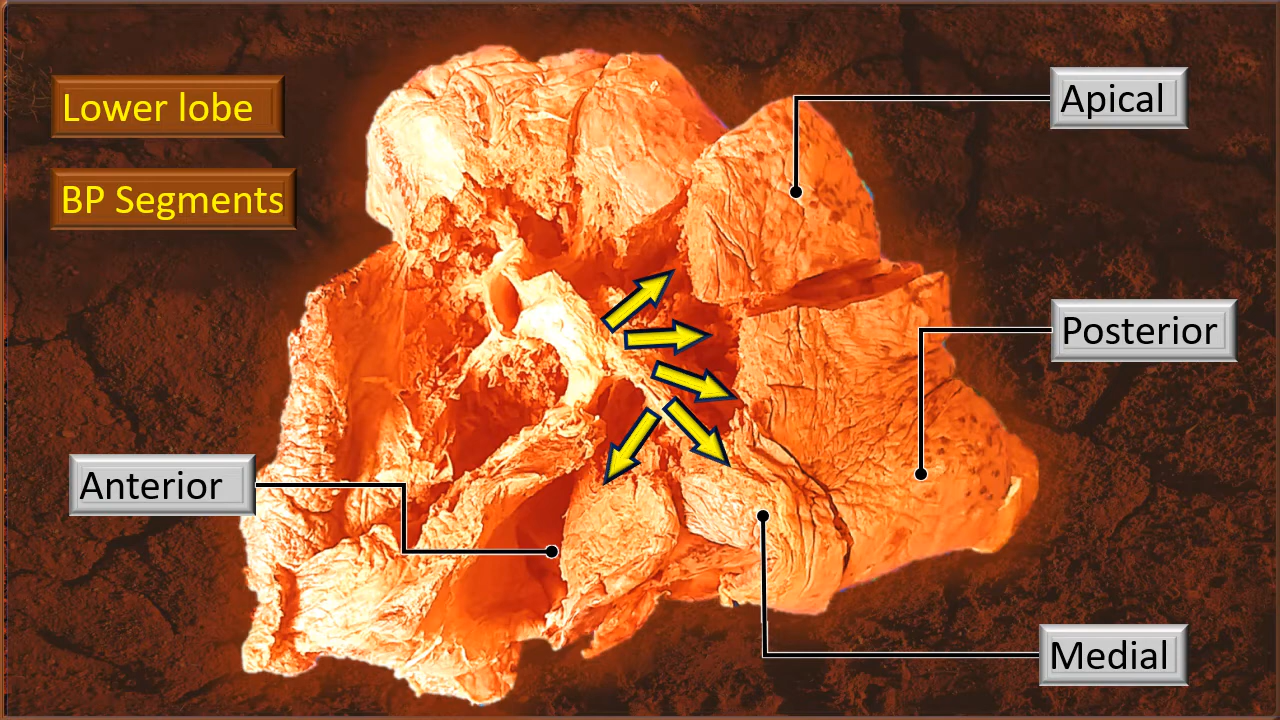 Lower lobe
BP Segments
Apical
Posterior
Anterior
Medial